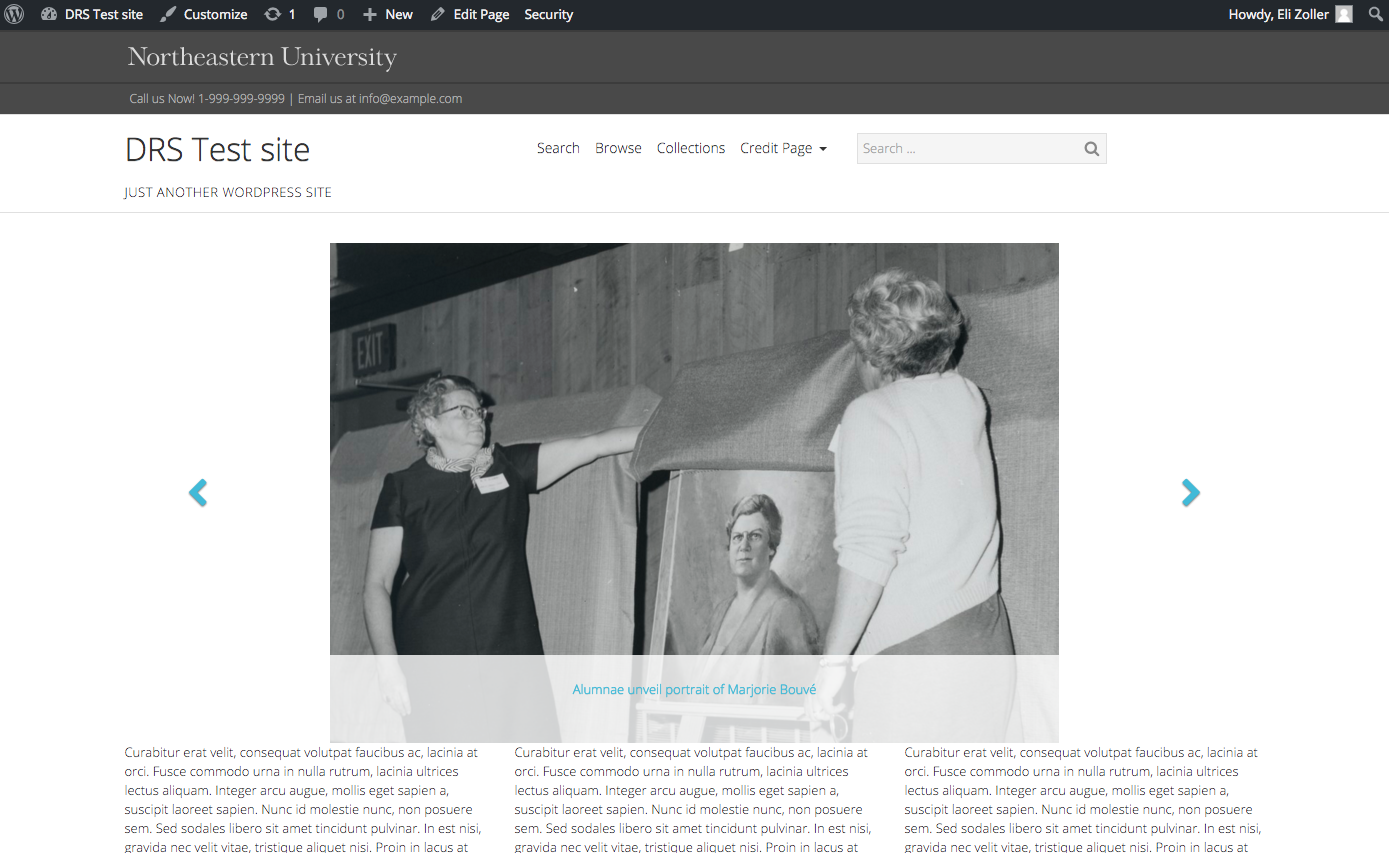 DRS Test site Customize 1 0 New Edit Page Security Howdy, Eli Zoller
Northeastern University
Call us Now! 1-999-999-9999 | Email us at info@example.com
DRS Test site
Search Browse Collections Credit Page Search ...
JUST ANOTHER WORDPRESS SITE
EXIT
Alumnae unveil portrait of Marjorie Bouvé
Curabitur erat velit, consequat volutpat faucibus ac, lacinia at
orci. Fusce commodo urna in nulla rutrum, lacinia ultrices
lectus aliquam. Integer arcu augue, mollis eget sapien a,
suscipit laoreet sapien. Nunc id molestie nunc, non posuere
sem. Sed sodales libero sit amet tincidunt pulvinar. In est nisi,
gravida nec velit vitae, tristique aliquet nisi. Proin in lacus at
Curabitur erat velit, consequat volutpat faucibus ac, lacinia at
orci. Fusce commodo urna in nulla rutrum, lacinia ultrices
lectus aliquam. Integer arcu augue, mollis eget sapien a,
suscipit laoreet sapien. Nunc id molestie nunc, non posuere
sem. Sed sodales libero sit amet tincidunt pulvinar. In est nisi,
gravida nec velit vitae, tristique aliquet nisi. Proin in lacus at
Curabitur erat velit, consequat volutpat faucibus ac, lacinia at
orci. Fusce commodo urna in nulla rutrum, lacinia ultrices
lectus aliquam. Integer arcu augue, mollis eget sapien a,
suscipit laoreet sapien. Nunc id molestie nunc, non posuere
sem. Sed sodales libero sit amet tincidunt pulvinar. In est nisi,
gravida nec velit vitae, tristique aliquet nisi. Proin in lacus at